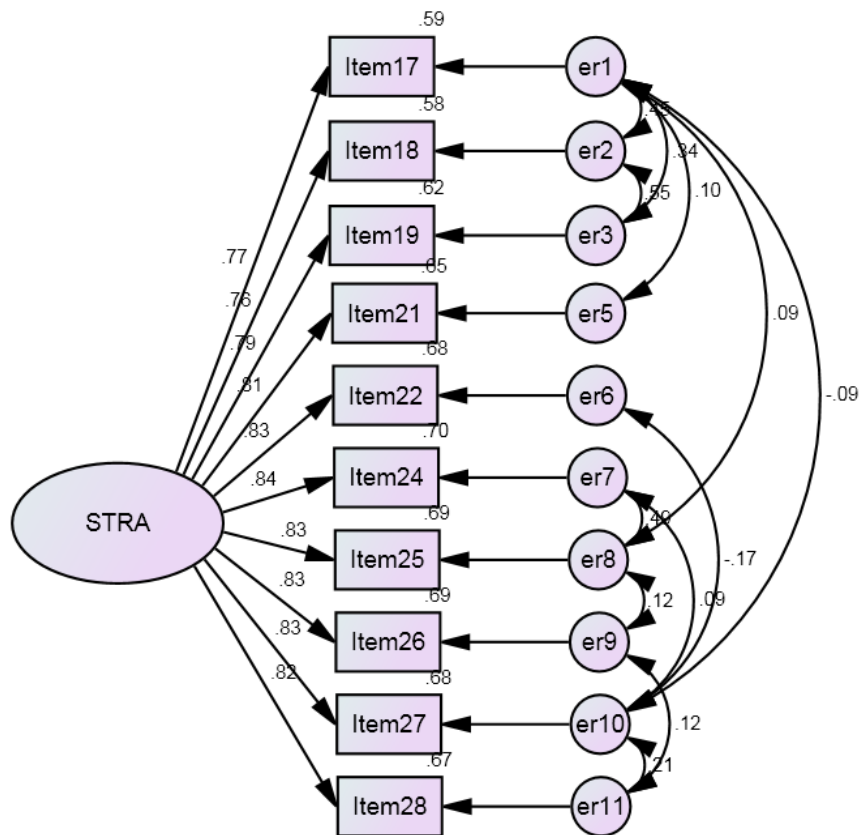 .59
Item17
er1
.58
.45
Item18
er2
.34
.62
.10
.55
Item19
er3
.77
.65
.76
Item21
er5
.09
.79
.68
.81
Item22
er6
-.09
.83
.70
.84
Item24
er7
.69
.49
STRA
.83
Item25
er8
-.17
.83
.69
.12
.09
.83
Item26
er9
.82
.68
Item27
er10
.12
.67
.21
Item28
er11